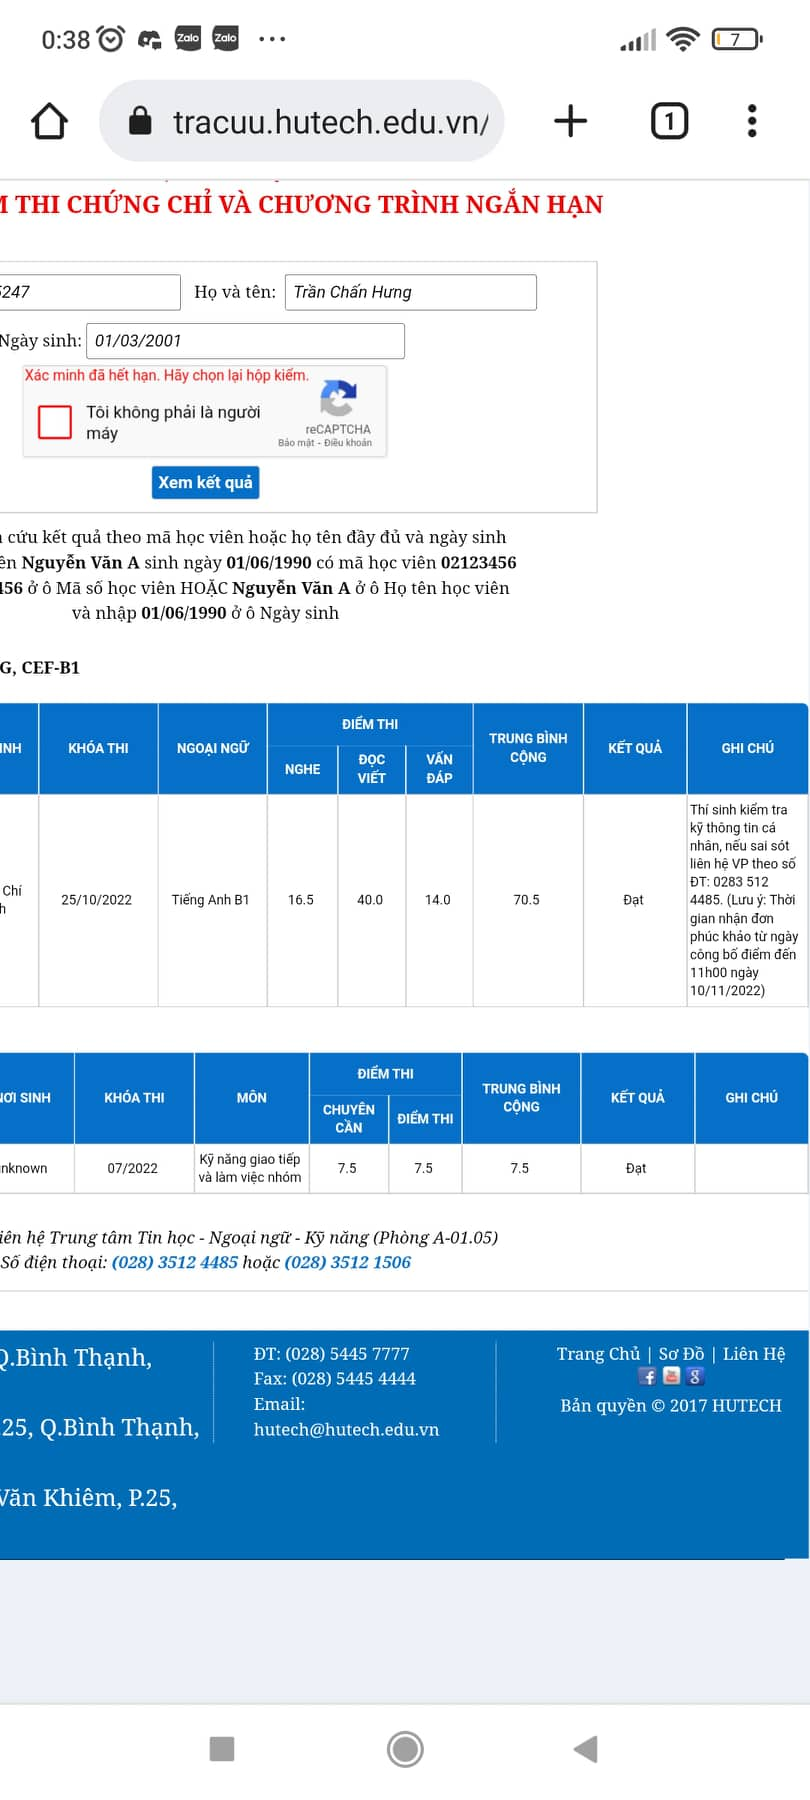 0:38 Zalo Zalo ... 7
tracuu.hutech.edu.vn/ 1
THI CHỨNG CHỈ VÀ CHƯƠNG TRÌNH NGẮN HẠN
5247 Họ và tên: Trần Chấn Hưng
Ngày sinh: 01/03/2001
Xác minh đã hết hạn. Hãy chọn lại hộp kiểm.
Tôi không phải là người
máy
reCAPTCHA
Bảo mật - Điều khoản
Xem kết quả
cứu kết quả theo mã học viên hoặc họ tên đầy đủ và ngày sinh
ên Nguyễn Văn A sinh ngày 01/06/1990 có mã học viên 02123456
456 ở ô Mã số học viên HOẶC Nguyễn Văn A ở ô Họ tên học viên
và nhập 01/06/1990 ở ô Ngày sinh
G, CEF-B1
INH KHÓA THI NGOẠI NGỮ ĐIỂM THI TRUNG BÌNH CỘNG KẾT QUẢ GHI CHÚ
NGHE ĐỌC VIẾT VẤN ĐÁP
Chí
h
25/10/2022 Tiếng Anh B1 16.5 40.0 14.0 70.5 Đạt
Thí sinh kiểm tra
kỹ thông tin cá
nhân, nếu sai sót
liên hệ VP theo số
ĐT: 0283 512
4485. (Lưu ý: Thời
gian nhận đơn
phúc khảo từ ngày
công bố điểm đến
11h00 ngày
10/11/2022)
NƠI SINH KHÓA THI MÔN ĐIỂM THI TRUNG BÌNH CỘNG KẾT QUẢ GHI CHÚ
CHUYÊN CẦN ĐIỂM THI
nknown 07/2022 Kỹ năng giao tiếp
và làm việc nhóm 7.5 7.5 7.5 Đạt
iên hệ Trung tâm Tin học - Ngoại ngữ - Kỹ năng (Phòng A-01.05)
Số điện thoại: (028) 3512 4485 hoặc (028) 3512 1506
Q.Bình Thạnh,
.25, Q.Bình Thạnh,
Văn Khiêm, P.25,
ĐT: (028) 5445 7777
Fax: (028) 5445 4444
Email:
hutech@hutech.edu.vn
Trang Chủ | Sơ Đồ | Liên Hệ
Bản quyền © 2017 HUTECH